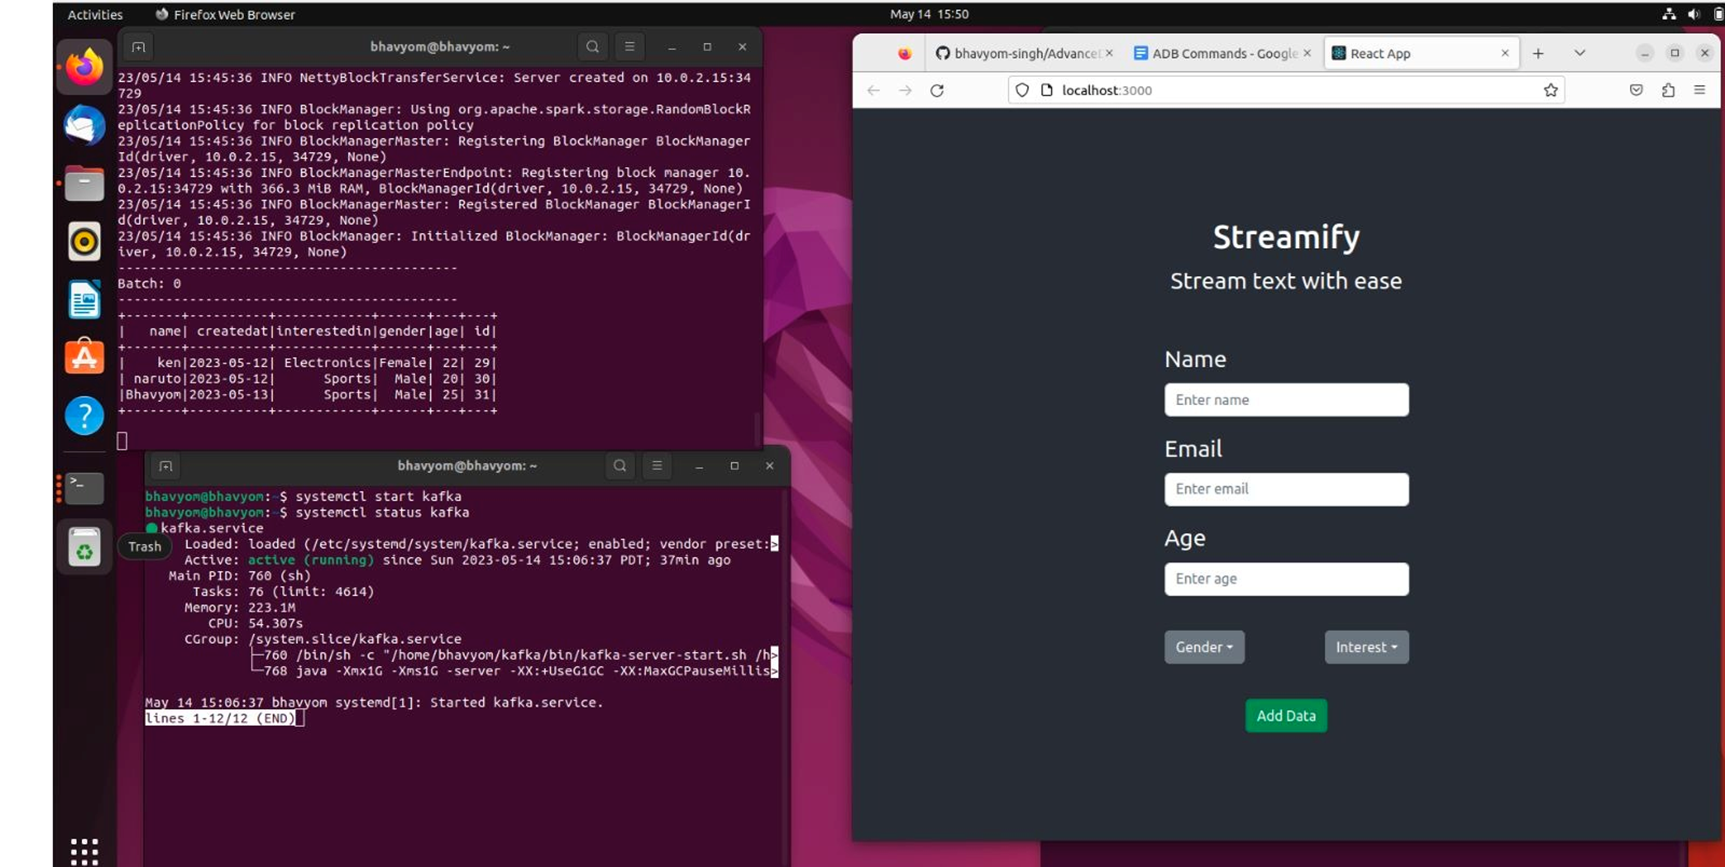 Activities
Firefox Web Browser
May 14 15:50
bhavyom@bhavyom: ~
23/05/14 15:45:36 INFO NettyBlockTransferService: Server created on 10.0.2.15:34
729
23/05/14 15:45:36 INFO BlockManager: Using org.apache.spark.storage.RandomBlockR
eplicationPolicy for block replication policy
23/05/14 15:45:36 INFO BlockManagerMaster: Registering BlockManager BlockManager
Id(driver, 10.0.2.15, 34729, None)
23/05/14 15:45:36 INFO BlockManagerMasterEndpoint: Registering block manager 10.
0.2.15:34729 with 366.3 MiB RAM, BlockManagerId(driver, 10.0.2.15, 34729, None)
23/05/14 15:45:36 INFO BlockManagerMaster: Registered BlockManager BlockManagerI
d(driver, 10.0.2.15, 34729, None)
23/05/14 15:45:36 INFO BlockManager: Initialized BlockManager: BlockManagerId(dr
iver, 10.0.2.15, 34729, None)
-------------------------------------------
Batch: 0
-------------------------------------------
+-------+----------+------------+------+---+---+
|   name| createdat|interestedin|gender|age| id|
+-------+----------+------------+------+---+---+
|    ken|2023-05-12| Electronics|Female| 22| 29|
| naruto|2023-05-12|      Sports|  Male| 20| 30|
|Bhavyom|2023-05-13|      Sports|  Male| 25| 31|
+-------+----------+------------+------+---+---+
bhavyom@bhavyom: ~
bhavyom@bhavyom:~$ systemctl start kafka
bhavyom@bhavyom:~$ systemctl status kafka
● kafka.service
Loaded: loaded (/etc/systemd/system/kafka.service; enabled; vendor preset:>
Active: active (running) since Sun 2023-05-14 15:06:37 PDT; 37min ago
Main PID: 760 (sh)
Tasks: 76 (limit: 4614)
Memory: 223.1M
CPU: 54.307s
CGroup: /system.slice/kafka.service
├─760 /bin/sh -c "/home/bhavyom/kafka/bin/kafka-server-start.sh /h>
└─768 java -Xmx1G -Xms1G -server -XX:+UseG1GC -XX:MaxGCPauseMillis>
May 14 15:06:37 bhavyom systemd[1]: Started kafka.service.
lines 1-12/12 (END)
Trash
bhavyom-singh/Advance
ADB Commands - Google
React App
localhost:3000
Streamify
Stream text with ease
Name
Enter name
Email
Enter email
Age
Enter age
Gender
Interest
Add Data